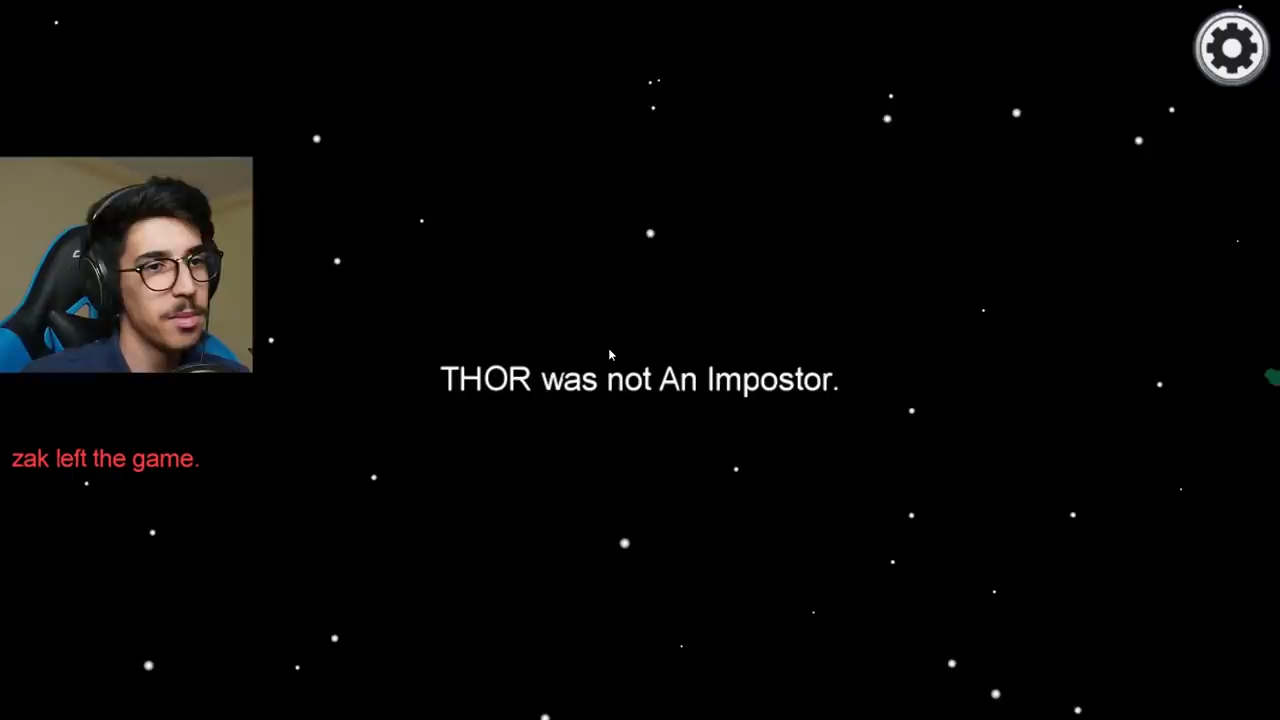 THOR was not An Impostor.
zak left the game.